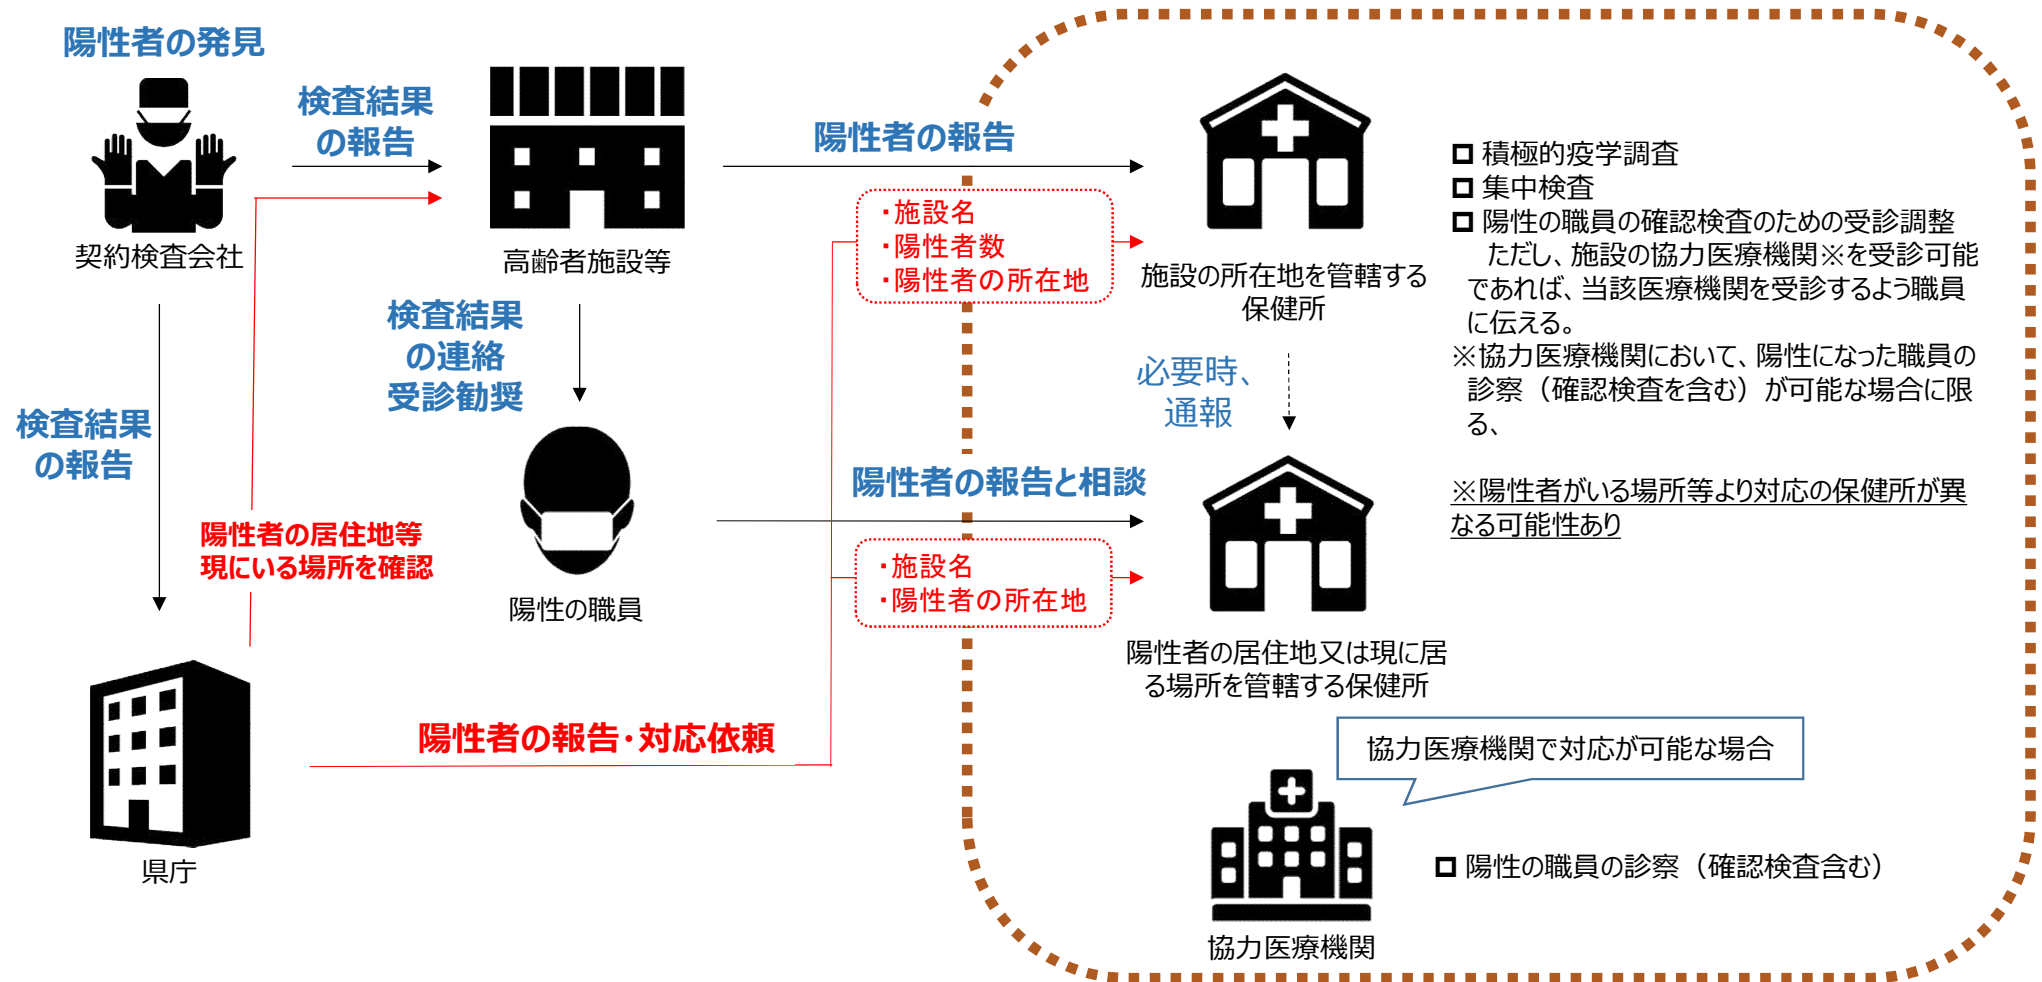 陽性者の発見
検査結果
の報告
陽性者の報告
契約検査会社
高齢者施設等
・施設名
・陽性者数
・陽性者の所在地
施設の所在地を管轄する
保健所
積極的疫学調査
集中検査
陽性の職員の確認検査のための受診調整
ただし、施設の協力医療機関※を受診可能
であれば、当該医療機関を受診するよう職員
に伝える。
※協力医療機関において、陽性になった職員の
診察（確認検査を含む）が可能な場合に限
る、
※陽性者がいる場所等より対応の保健所が異
なる可能性あり
検査結果
の連絡
受診勧奨
必要時、
通報
検査結果
の報告
陽性者の居住地等
現にいる場所を確認
陽性の職員
陽性者の報告と相談
・施設名
・陽性者の所在地
陽性者の居住地又は現に居
る場所を管轄する保健所
県庁
陽性者の報告・対応依頼
協力医療機関で対応が可能な場合
陽性の職員の診察（確認検査含む）
協力医療機関